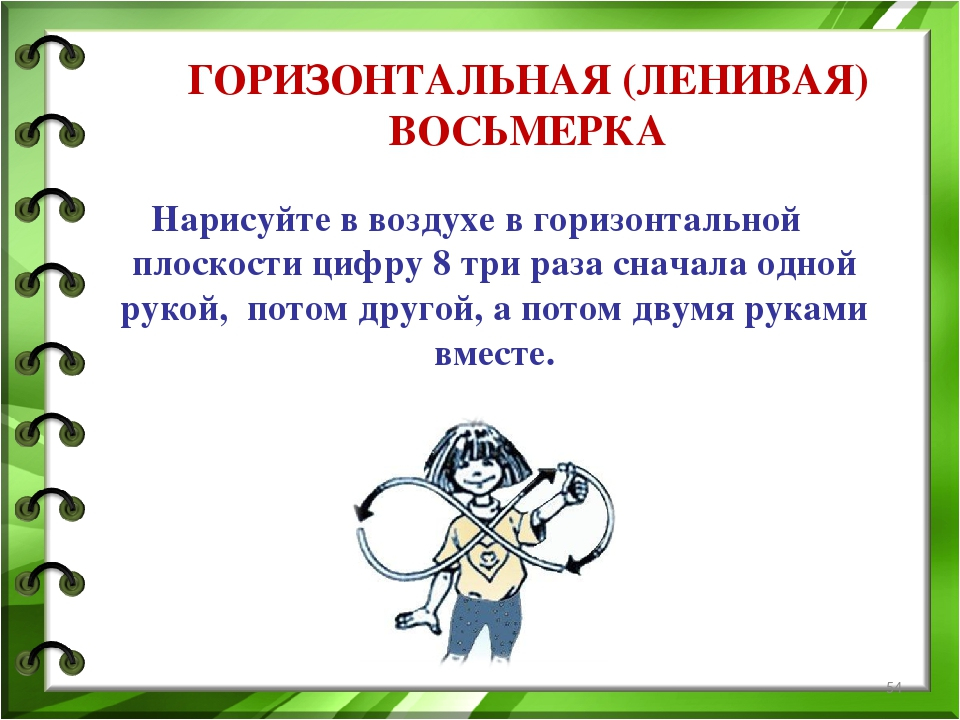 ГОРИЗОНТАЛЬНАЯ (ЛЕНИВАЯ)
ВОСЬМЕРКА
Нарисуйте в воздухе в горизонтальной
плоскости цифру 8 три раза сначала одной
рукой, потом другой, а потом двумя руками
вместе.
54